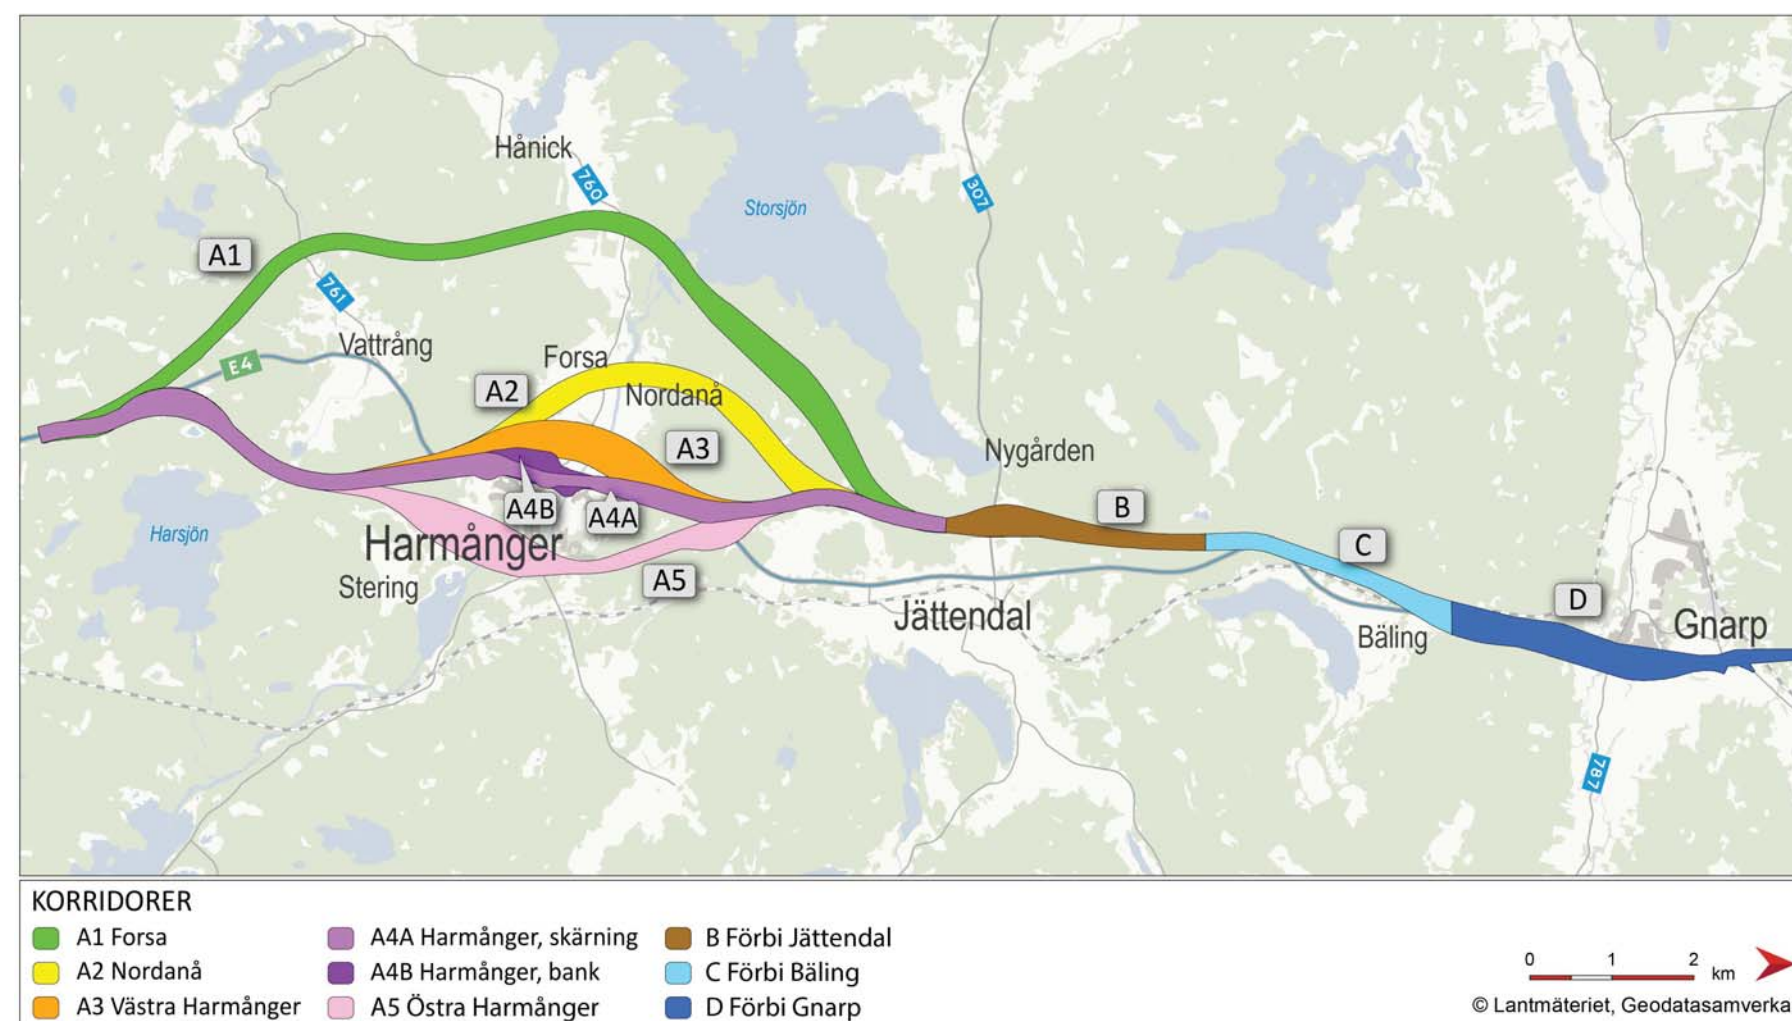 Hånick
760
307
Storsjön
A1
761
Vattrång
E4
Forsa
A2
Nordanå
A3
Nygården
A4B
A4A
B
Harsjön
Harmånger
C
Stering
A5
D
Jättendal
Gnarp
Bäling
787
KORRIDORER
A1 Forsa
A2 Nordanå
A3 Västra Harmånger
A4A Harmånger, skärning
A4B Harmånger, bank
A5 Östra Harmånger
B Förbi Jättendal
C Förbi Bäling
D Förbi Gnarp
0 1 2
km
© Lantmäteriet, Geodatasamverka